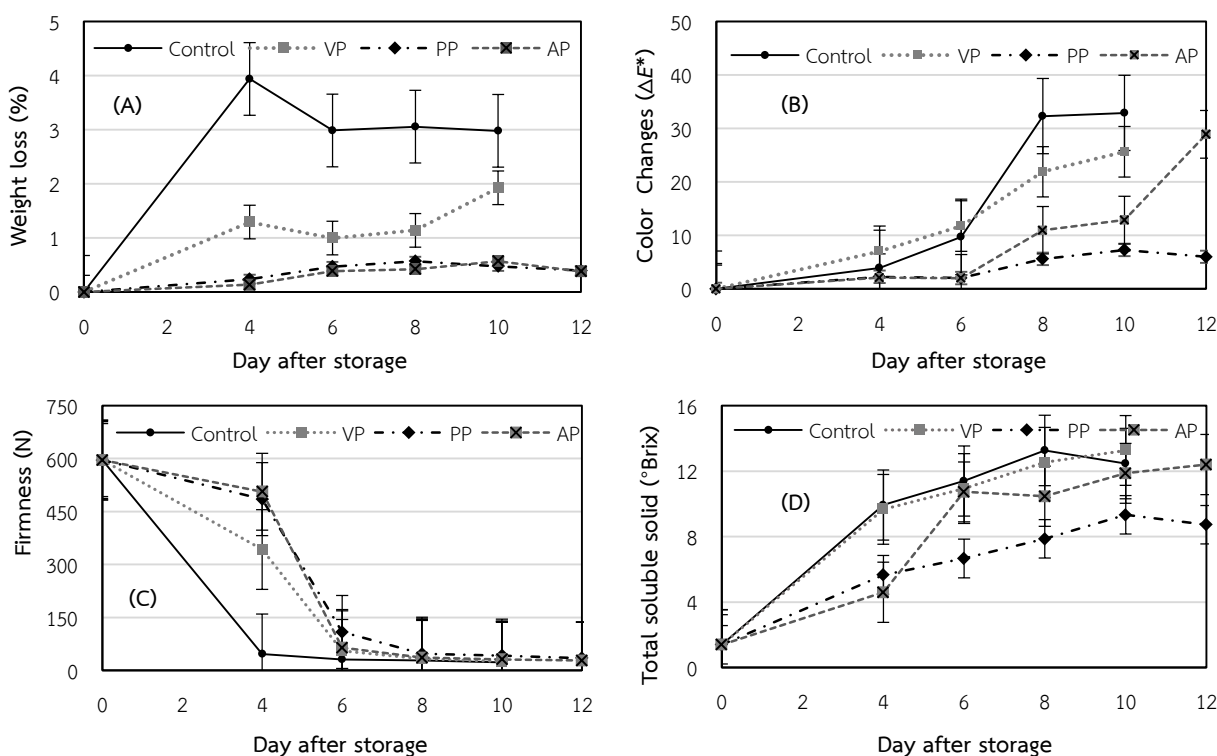 5
4
3
2
1
0
Weight loss (%)
Control VP PP AP
(A)
0 2 4 6 8 10 12
Day after storage
50
40
30
20
10
0
Color Changes (ΔE*)
Control VP PP AP
(B)
0 2 4 6 8 10 12
Day after storage
750
600
450
300
150
0
Firmness (N)
Control VP PP AP
(C)
0 2 4 6 8 10 12
Day after storage
16
12
8
4
0
Total soluble solid (°Brix)
Control VP PP AP
(D)
0 2 4 6 8 10 12
Day after storage